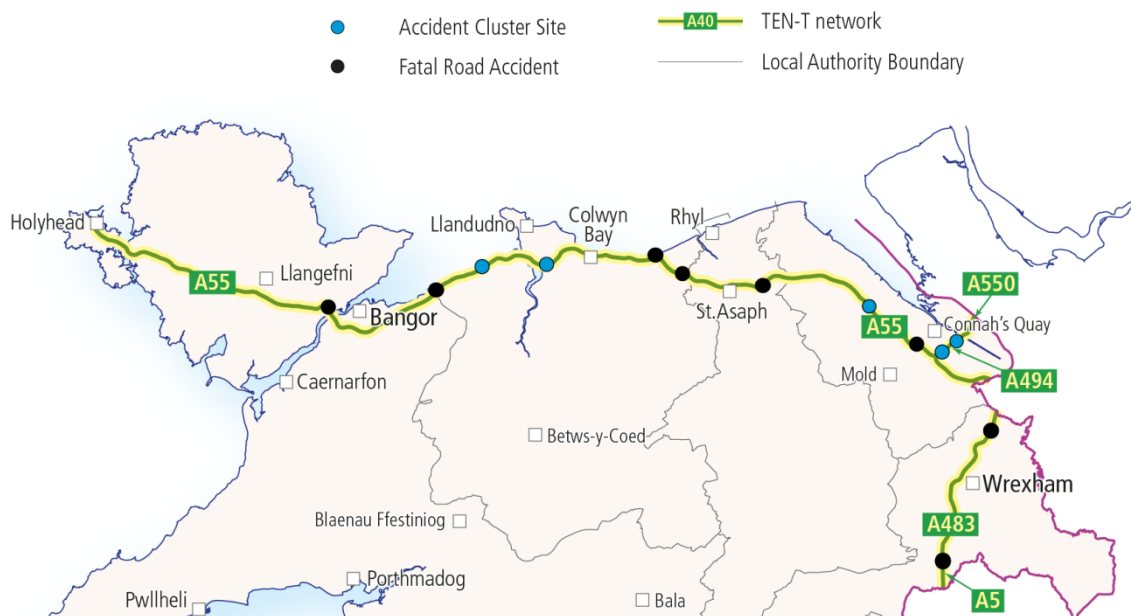 Accident Cluster Site
A40 TEN-T network
Fatal Road Accident
Local Authority Boundary
Holyhead
Llandudno
Colwyn
Bay
Rhyl
Llangefni
A55
Bangor
St.Asaph
A55
A550
Connah's Quay
Mold
A494
Caernarfon
Betws-y-Coed
Wrexham
Blaenau Ffestiniog
A483
Porthmadog
Pwllheli
Bala
A5